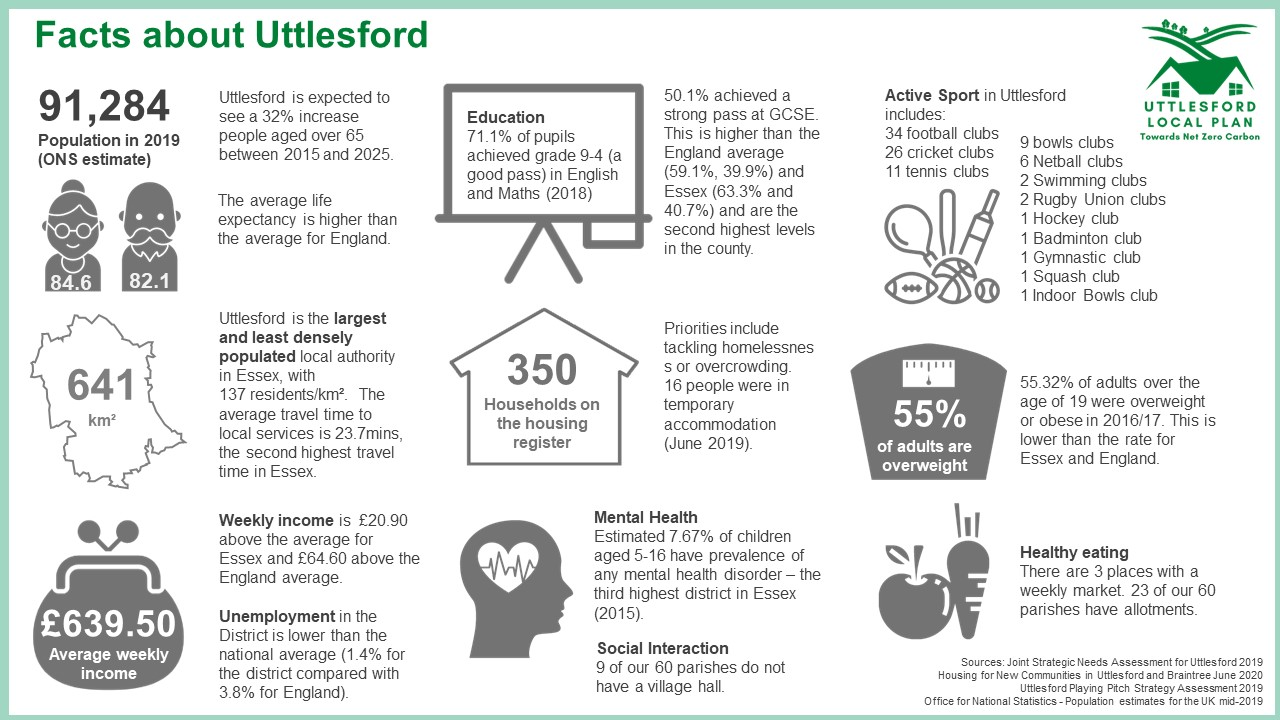 Facts about Uttlesford
UTTLESFORD
LOCAL PLAN
Towards Net Zero Carbon
91,284
Population in 2019
(ONS estimate)
84.6
82.1
Uttlesford is expected to
see a 32% increase
people aged over 65
between 2015 and 2025.
The average life
expectancy is higher than
the average for England.
Education
71.1% of pupils
achieved grade 9-4 (a
good pass) in English
and Maths (2018)
50.1% achieved a
strong pass at GCSE.
This is higher than the
England average
(59.1%, 39.9%) and
Essex (63.3% and
40.7%) and are the
second highest levels
in the county.
Active Sport in Uttlesford
includes:
34 football clubs
26 cricket clubs
11 tennis clubs
9 bowls clubs
6 Netball clubs
2 Swimming clubs
2 Rugby Union clubs
1 Hockey club
1 Badminton club
1 Gymnastic club
1 Squash club
1 Indoor Bowls club
641
km²
Uttlesford is the largest
and least densely
populated local authority
in Essex, with
137 residents/km². The
average travel time to
local services is 23.7mins,
the second highest travel
time in Essex.
350
Households on
the housing
register
Priorities include
tackling homelessnes
s or overcrowding.
16 people were in
temporary
accommodation
(June 2019).
55%
of adults are
overweight
55.32% of adults over the
age of 19 were overweight
or obese in 2016/17. This is
lower than the rate for
Essex and England.
£639.50
Average weekly
income
Weekly income is £20.90
above the average for
Essex and £64.60 above the
England average.
Unemployment in the
District is lower than the
national average (1.4% for
the district compared with
3.8% for England).
Mental Health
Estimated 7.67% of children
aged 5-16 have prevalence of
any mental health disorder – the
third highest district in Essex
(2015).
Social Interaction
9 of our 60 parishes do not
have a village hall.
Healthy eating
There are 3 places with a
weekly market. 23 of our 60
parishes have allotments.
Sources: Joint Strategic Needs Assessment for Uttlesford 2019
Housing for New Communities in Uttlesford and Braintree June 2020
Uttlesford Playing Pitch Strategy Assessment 2019
Office for National Statistics - Population estimates for the UK mid-2019